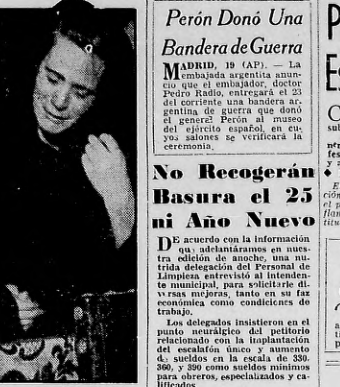 Perón Donó Una
Bandera de Guerra
MADRID, 19 (AP). — La
embajada argentina anun-
cio que el embajador, doctor
Pedro Radio, entregará el 23
del corriente una bandera ar-
gentina de guerra que donó
el general Perón al museo
del ejército español, en cu-
yos salones se verificará la
ceremonia.
No Recogerán
Basura el 25
ni Año Nuevo
DE acuerdo con la información
que adelantáramos en nues-
tra edición de anoche, una nu-
trida delegación del Personal de
Limpieza entrevistó al intenden-
te municipal, para solicitarle di-
versas mejoras, tanto en su faz
económica como condiciones de
trabajo.
Los delegados insistieron en el
punto neurálgico del petitorio
relacionado con la implantación
del escalafón único y aumento
de sueldos en la escala de 330.
360, y 390 como sueldos mínimos
para obreros, especializados y ca-
lificados.